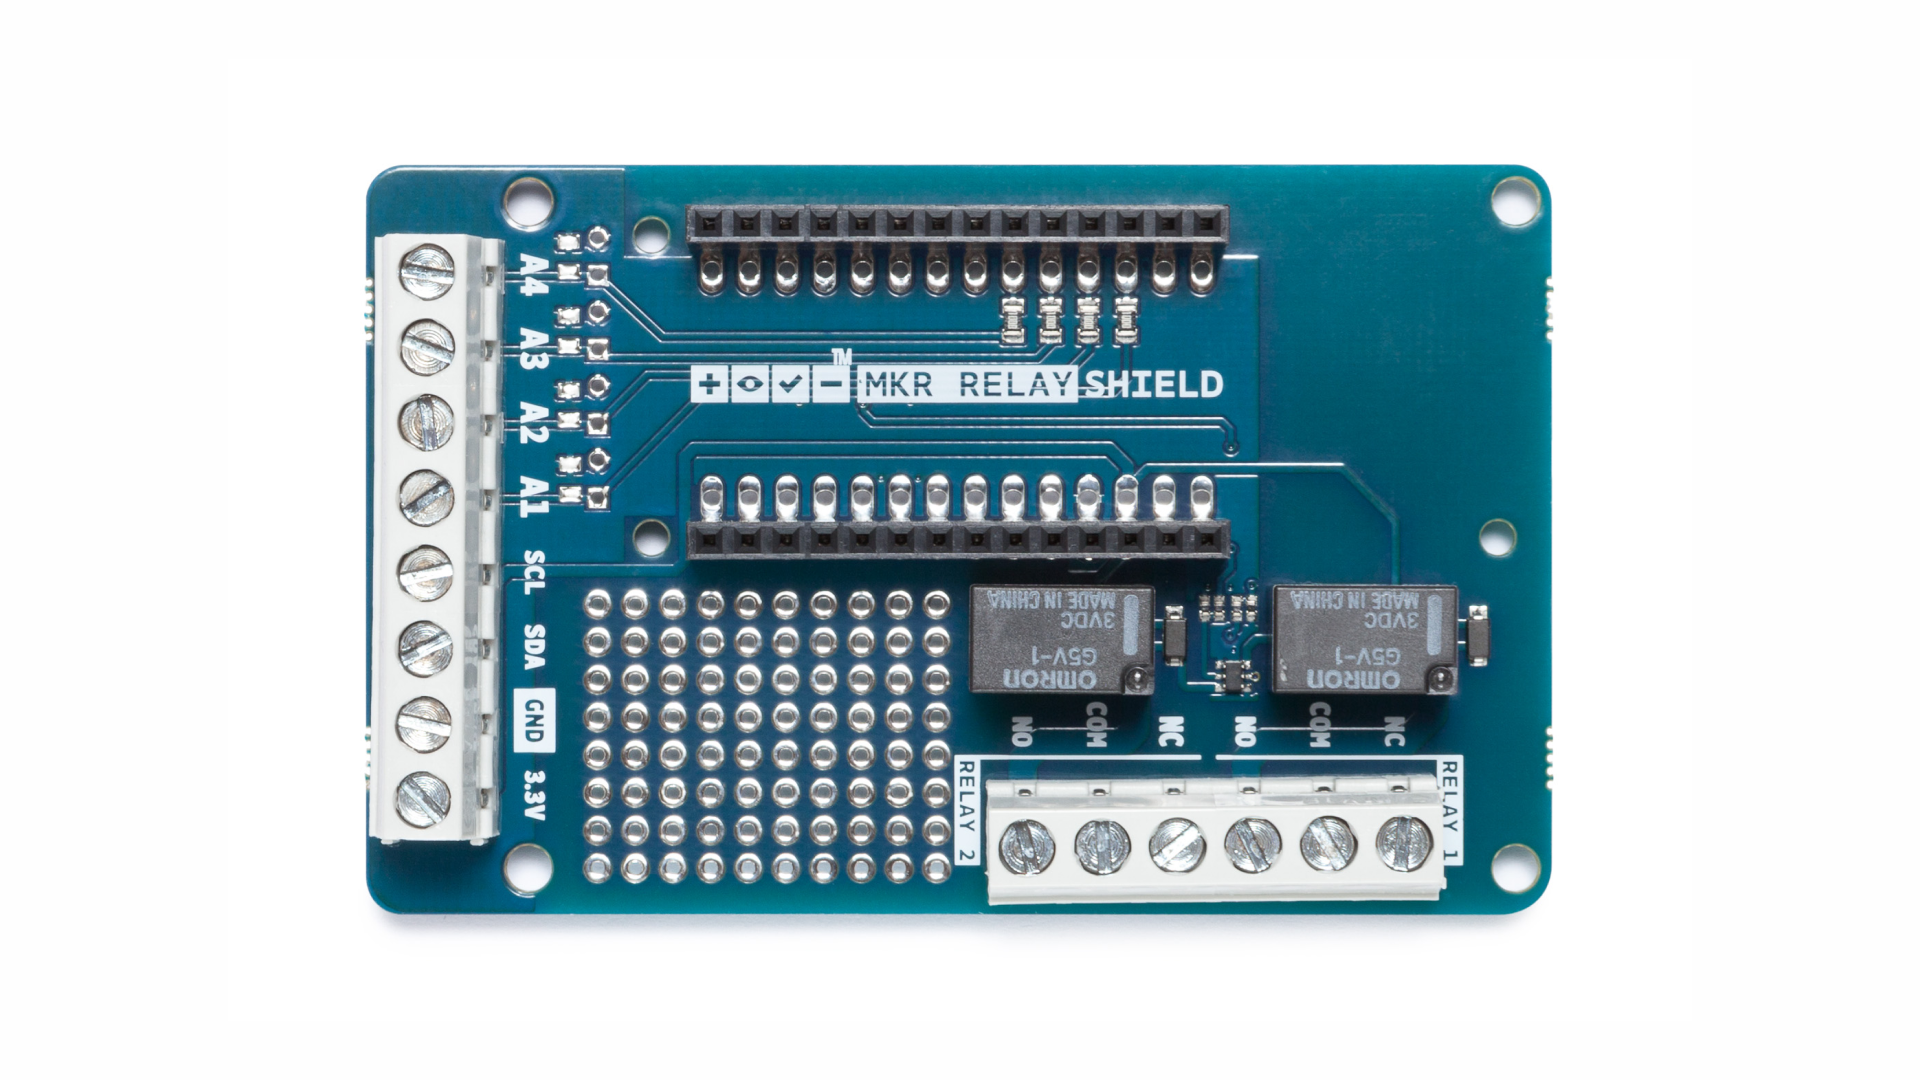 A4
A3
A2
A1
SCL
SDA
GND
3.3V
TM
MKR RELAY SHIELD
MADE IN CHINA
3VDC
G5V-1
omron
MADE IN CHINA
3VDC
G5V-1
omron
NO COM NC
NO COM NC
RELAY 2
RELAY 1